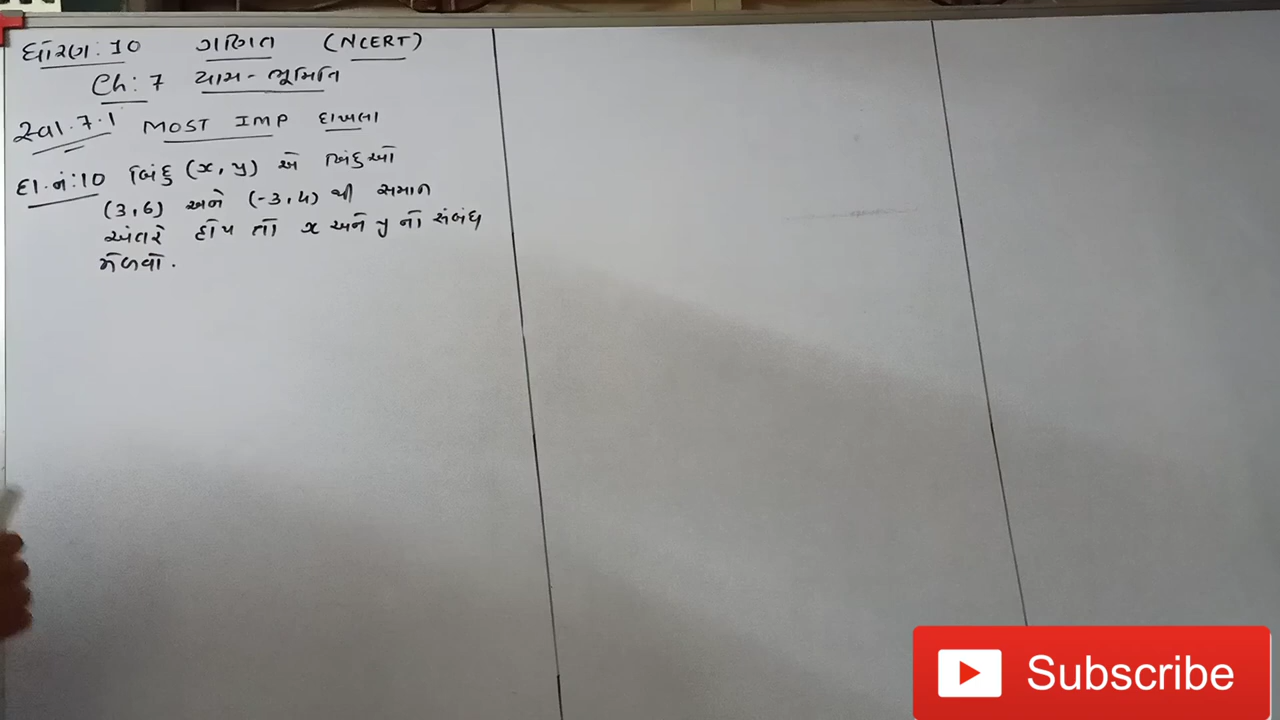 ધોરણ: 10 ગણિત (NCERT)
Ch: 7 યામ - ભૂમિતિ
સ્વા. 7.1 MOST IMP દાખલા
દા.નં:10 બિંદુ (x, y) એ બિંદુઓ
(3, 6) અને (-3, 4) થી સમાન
અંતરે હોય તો x અને y નો સંબંધ
મેળવો.
Subscribe